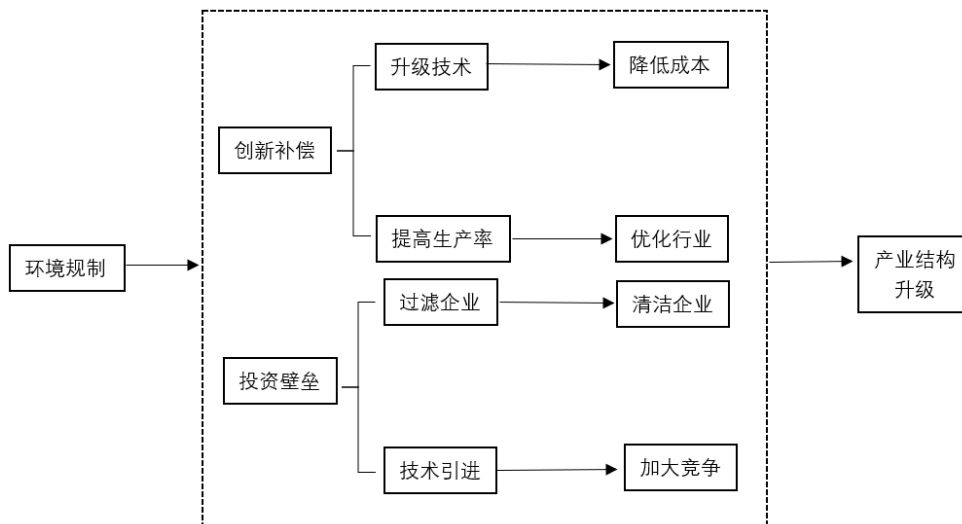 升级技术
降低成本
创新补偿
提高生产率
优化行业
环境规制
产业结构
升级
过滤企业
清洁企业
投资壁垒
技术引进
加大竞争